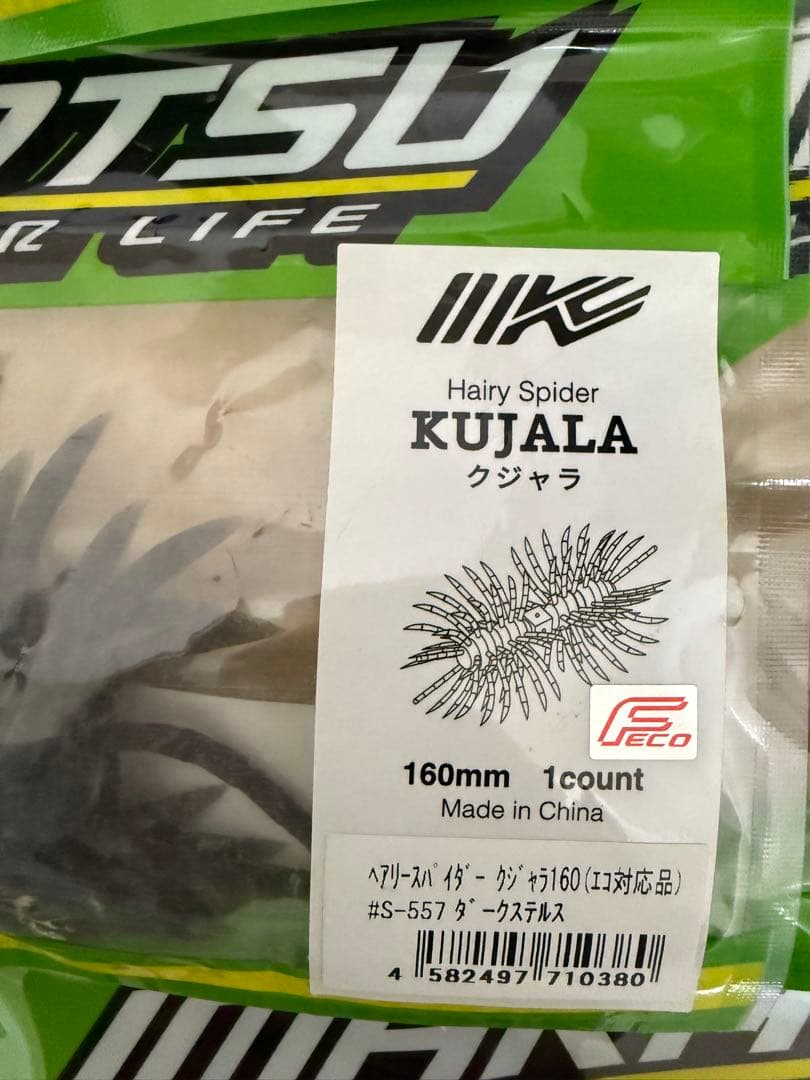 OTSU
R LIFE
Hairy Spider
KUJALA
クジャラ
FECO
160mm 1count
Made in China
ﾍｱﾘｰｽﾊﾟｲﾀﾞｰ ｸｼﾞｬﾗ160(ｴｺ対応品)
#S-557 ﾀﾞｰｸｽﾃﾙｽ
4 582497 710380